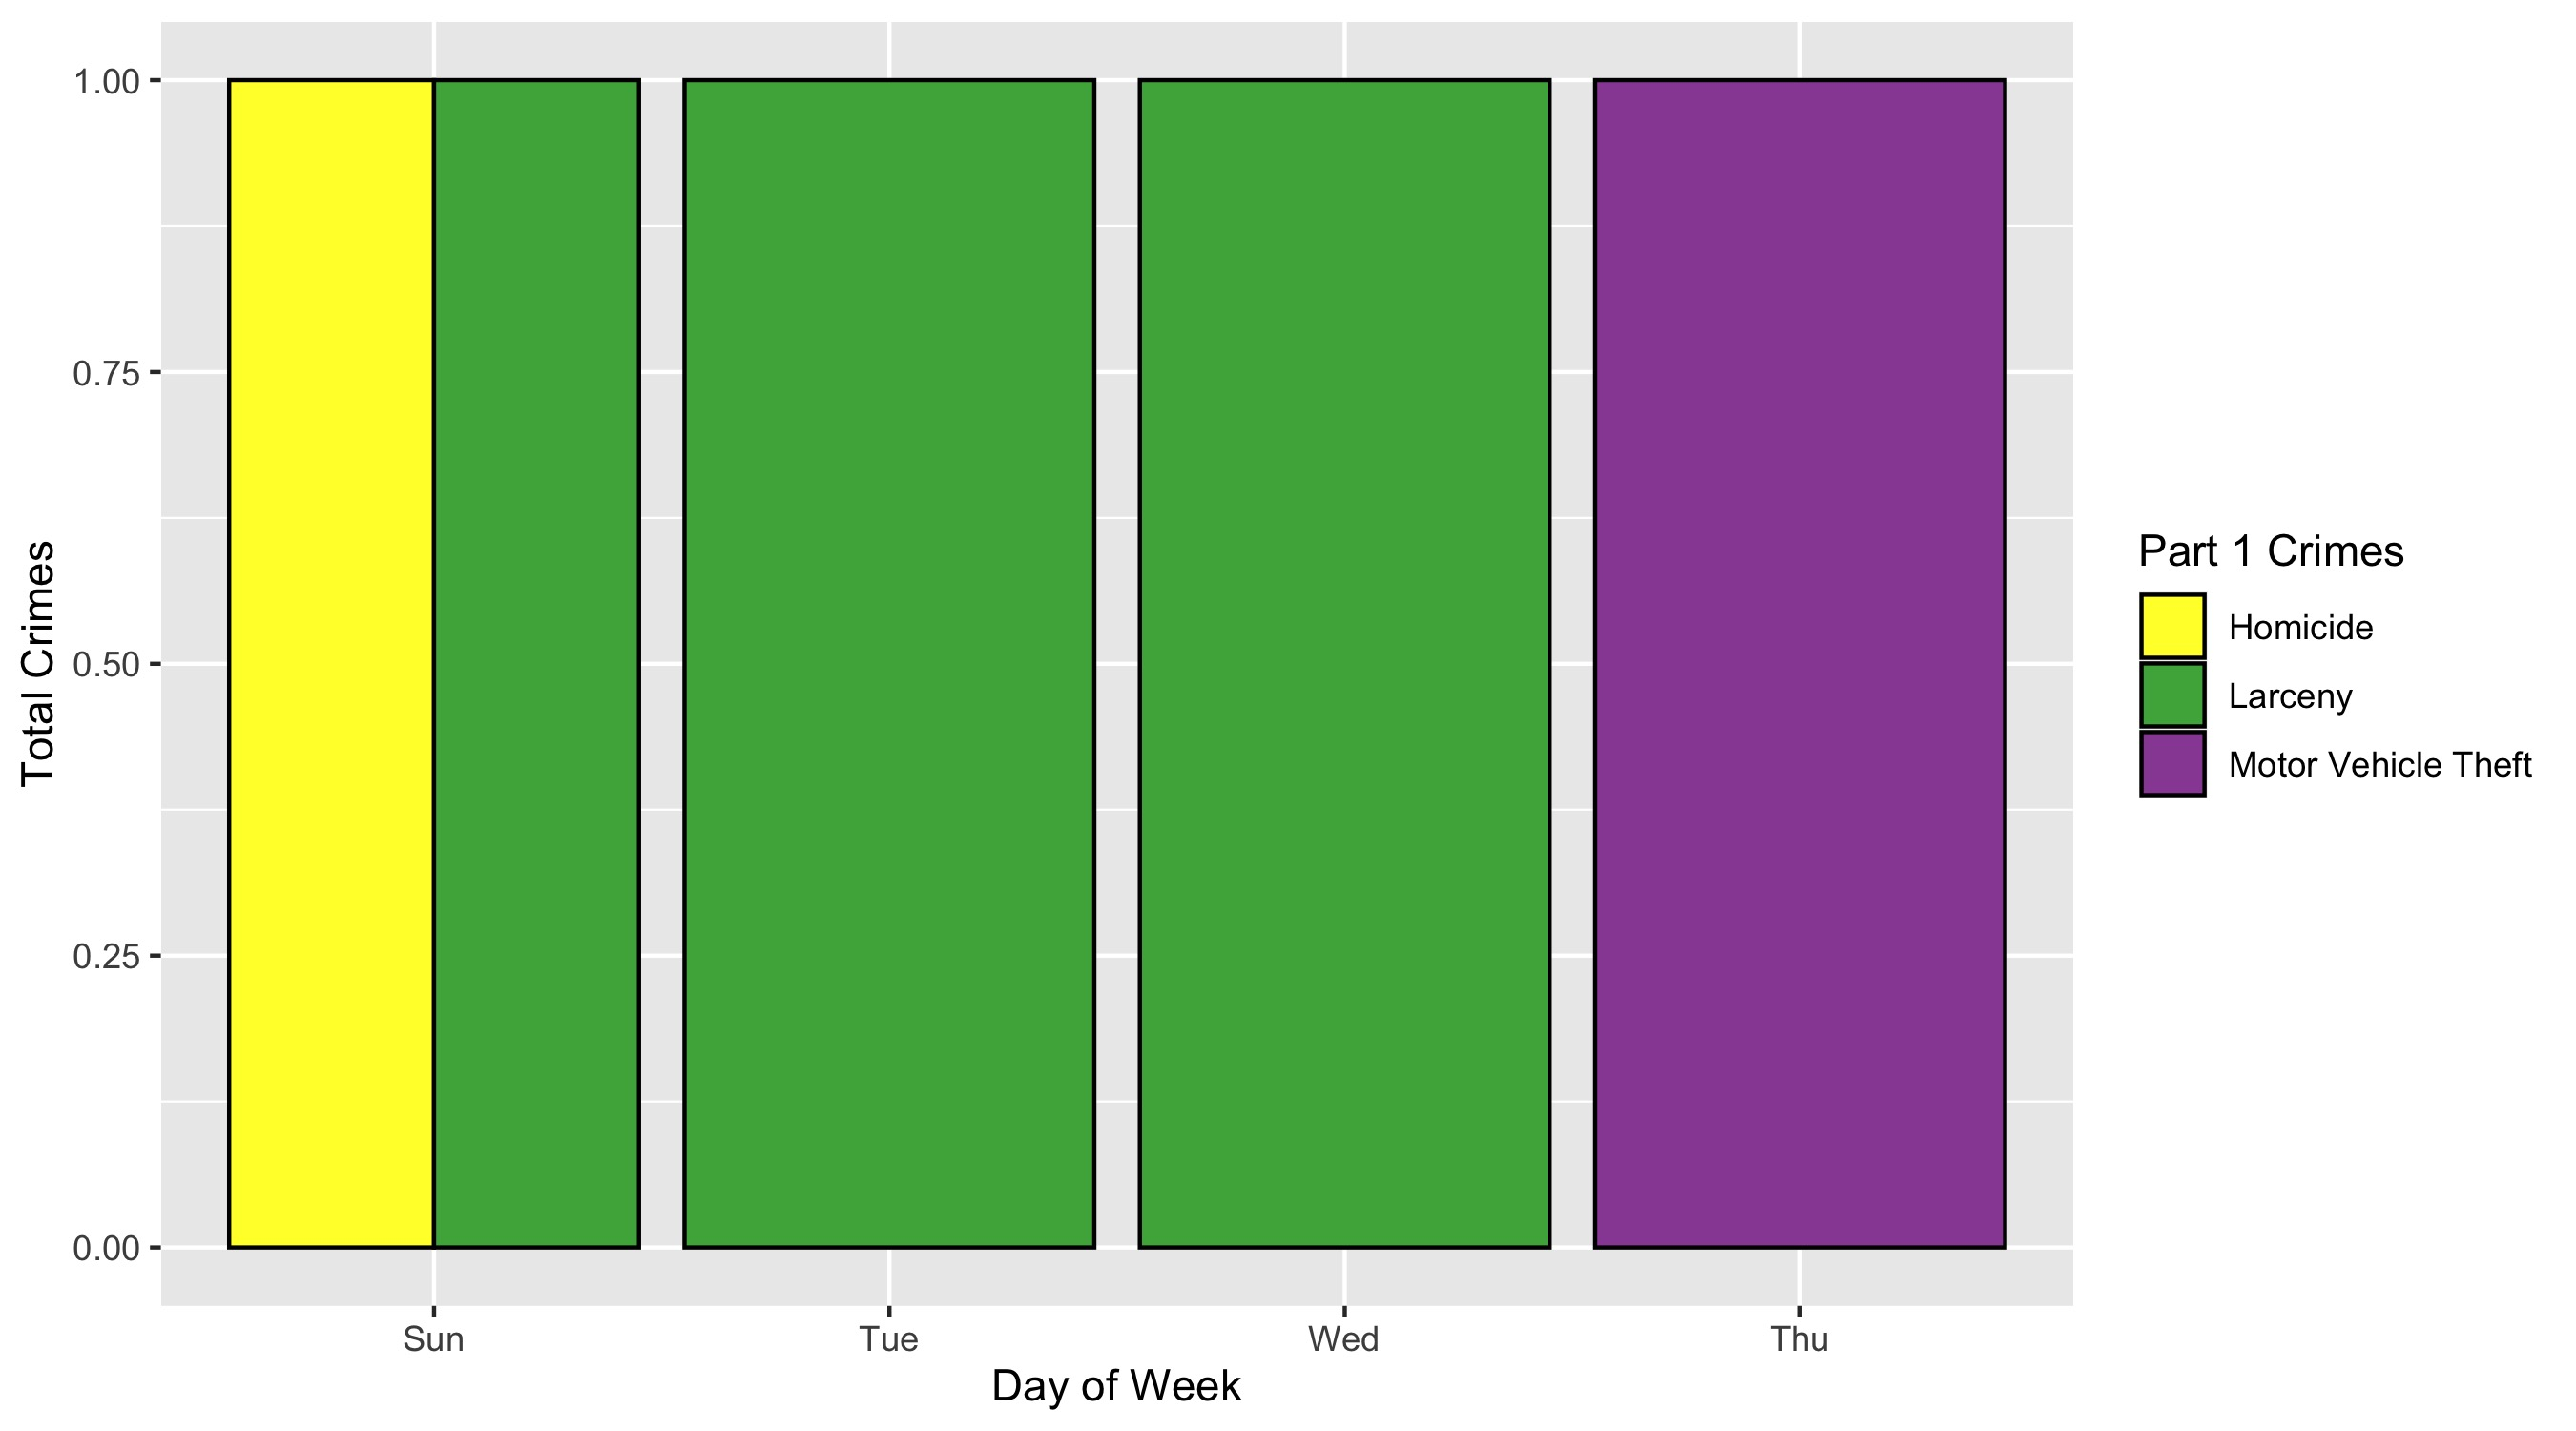 1.00
0.75
0.50
0.25
0.00
Total Crimes
Sun Tue Wed Thu
Day of Week
Part 1 Crimes
Homicide
Larceny
Motor Vehicle Theft